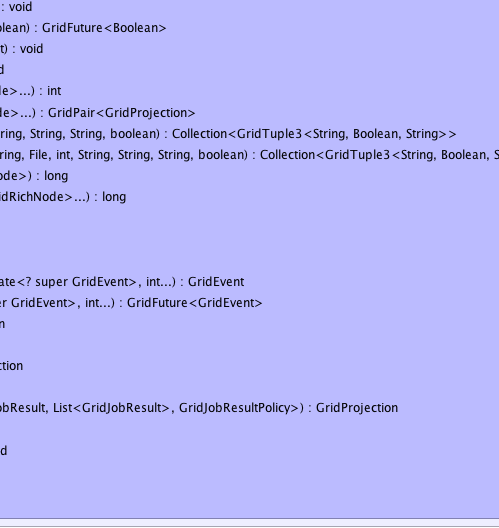 : void
olean) : GridFuture<Boolean>
t) : void
d
le>...) : int
de>...) : GridPair<GridProjection>
ring, String, String, boolean) : Collection<GridTuple3<String, Boolean, String>>
ring, File, int, String, String, String, boolean) : Collection<GridTuple3<String, Boolean, S
ode>) : long
idRichNode>...) : long
ate<? super GridEvent>, int...) : GridEvent
er GridEvent>, int...) : GridFuture<GridEvent>
n
ction
obResult, List<GridJobResult>, GridJobResultPolicy>) : GridProjection
d